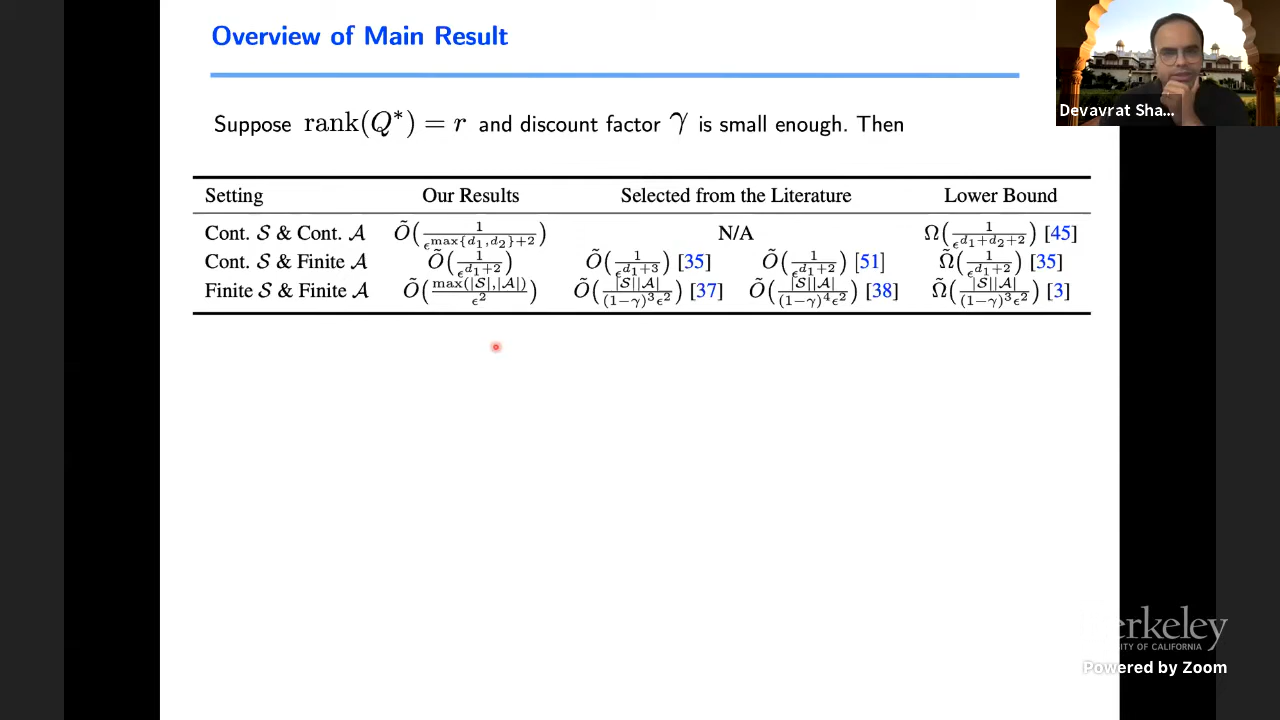 Overview of Main Result
Devavrat Sha...
Suppose rank(Q*) = r and discount factor γ is small enough. Then
Setting Our Results Selected from the Literature Lower Bound
Cont. 𝒮 & Cont. 𝒜 Õ(1/ϵ^{max{d₁,d₂}+2}) N/A Ω(1/ϵ^{d₁+d₂+2}) [45]
Cont. 𝒮 & Finite 𝒜 Õ(1/ϵ^{d₁+2}) Õ(1/ϵ^{d₁+3}) [35] Õ(1/ϵ^{d₁+2}) [51] Ω̃(1/ϵ^{d₁+2}) [35]
Finite 𝒮 & Finite 𝒜 Õ(max(|𝒮|,|𝒜|)/ϵ²) Õ(|𝒮||𝒜|/(1−γ)³ϵ²) [37] Õ(|𝒮||𝒜|/(1−γ)⁴ϵ²) [38] Ω̃(|𝒮||𝒜|/(1−γ)³ϵ²) [3]
erkeley
ITY OF CALIFORNIA
Powered by Zoom